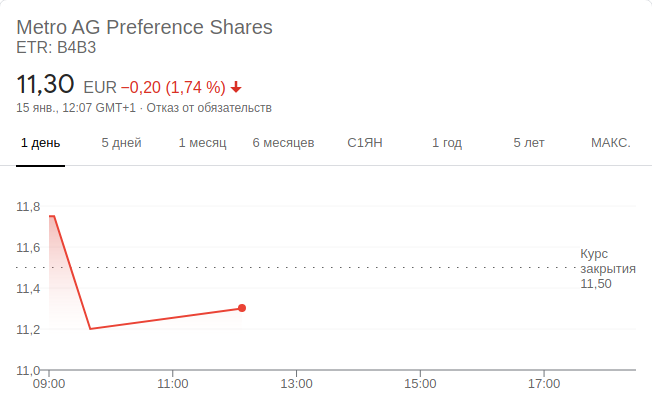 Metro AG Preference Shares
ETR: B4B3
11,30 EUR −0,20 (1,74 %)
15 янв., 12:07 GMT+1 · Отказ от обязательств
1 день 5 дней 1 месяц 6 месяцев С1ЯН 1 год 5 лет МАКС.
11,8
11,6
Курс
закрытия
11,50
11,4
11,2
11,0
09:00 11:00 13:00 15:00 17:00